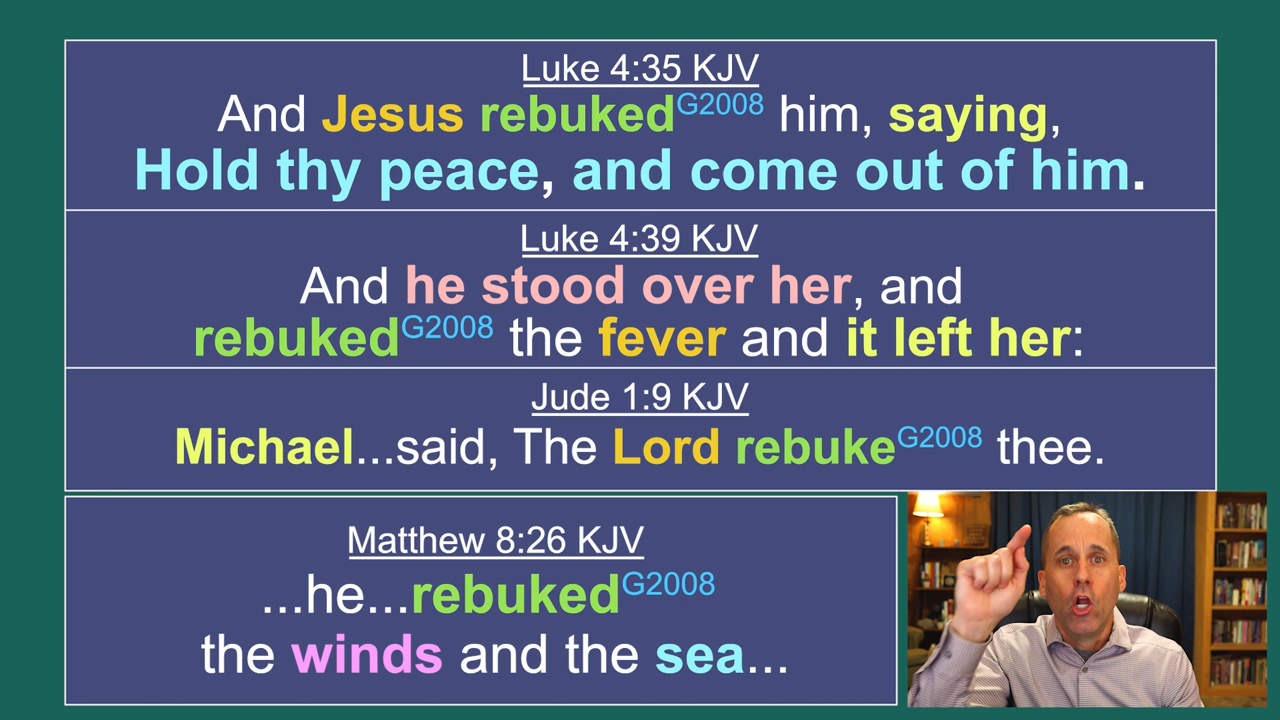 Luke 4:35 KJV
And Jesus rebukedG2008 him, saying,
Hold thy peace, and come out of him.
Luke 4:39 KJV
And he stood over her, and
rebukedG2008 the fever and it left her:
Jude 1:9 KJV
Michael...said, The Lord rebukeG2008 thee.
Matthew 8:26 KJV
...he...rebukedG2008
the winds and the sea...